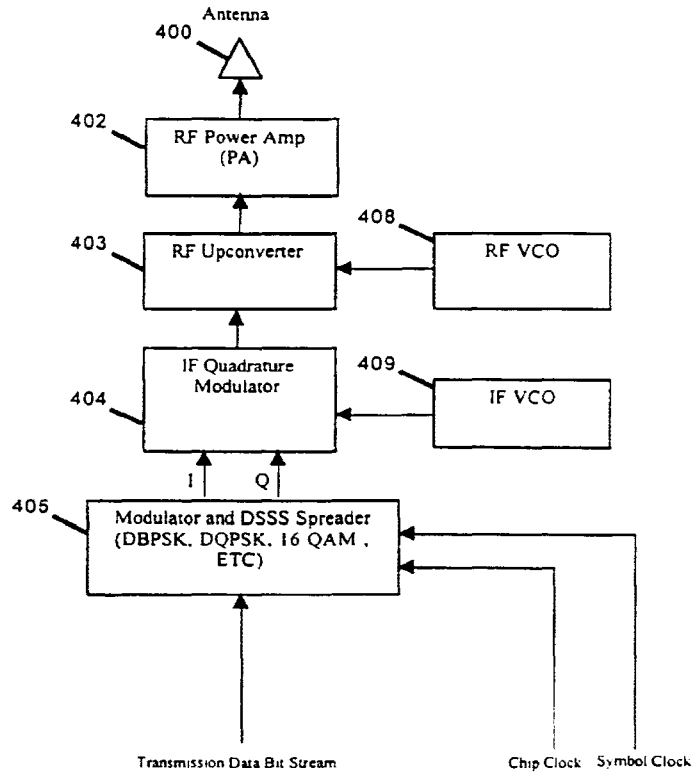 Antenna
400
402
RF Power Amp
(PA)
408
403
RF Upconverter
RF VCO
IF Quadrature
Modulator
409
404
IF VCO
I
Q
405
Modulator and DSSS Spreader
(DBPSK, DQPSK, 16 QAM ,
ETC)
Transmission Data Bit Stream
Chip Clock
Symbol Clock